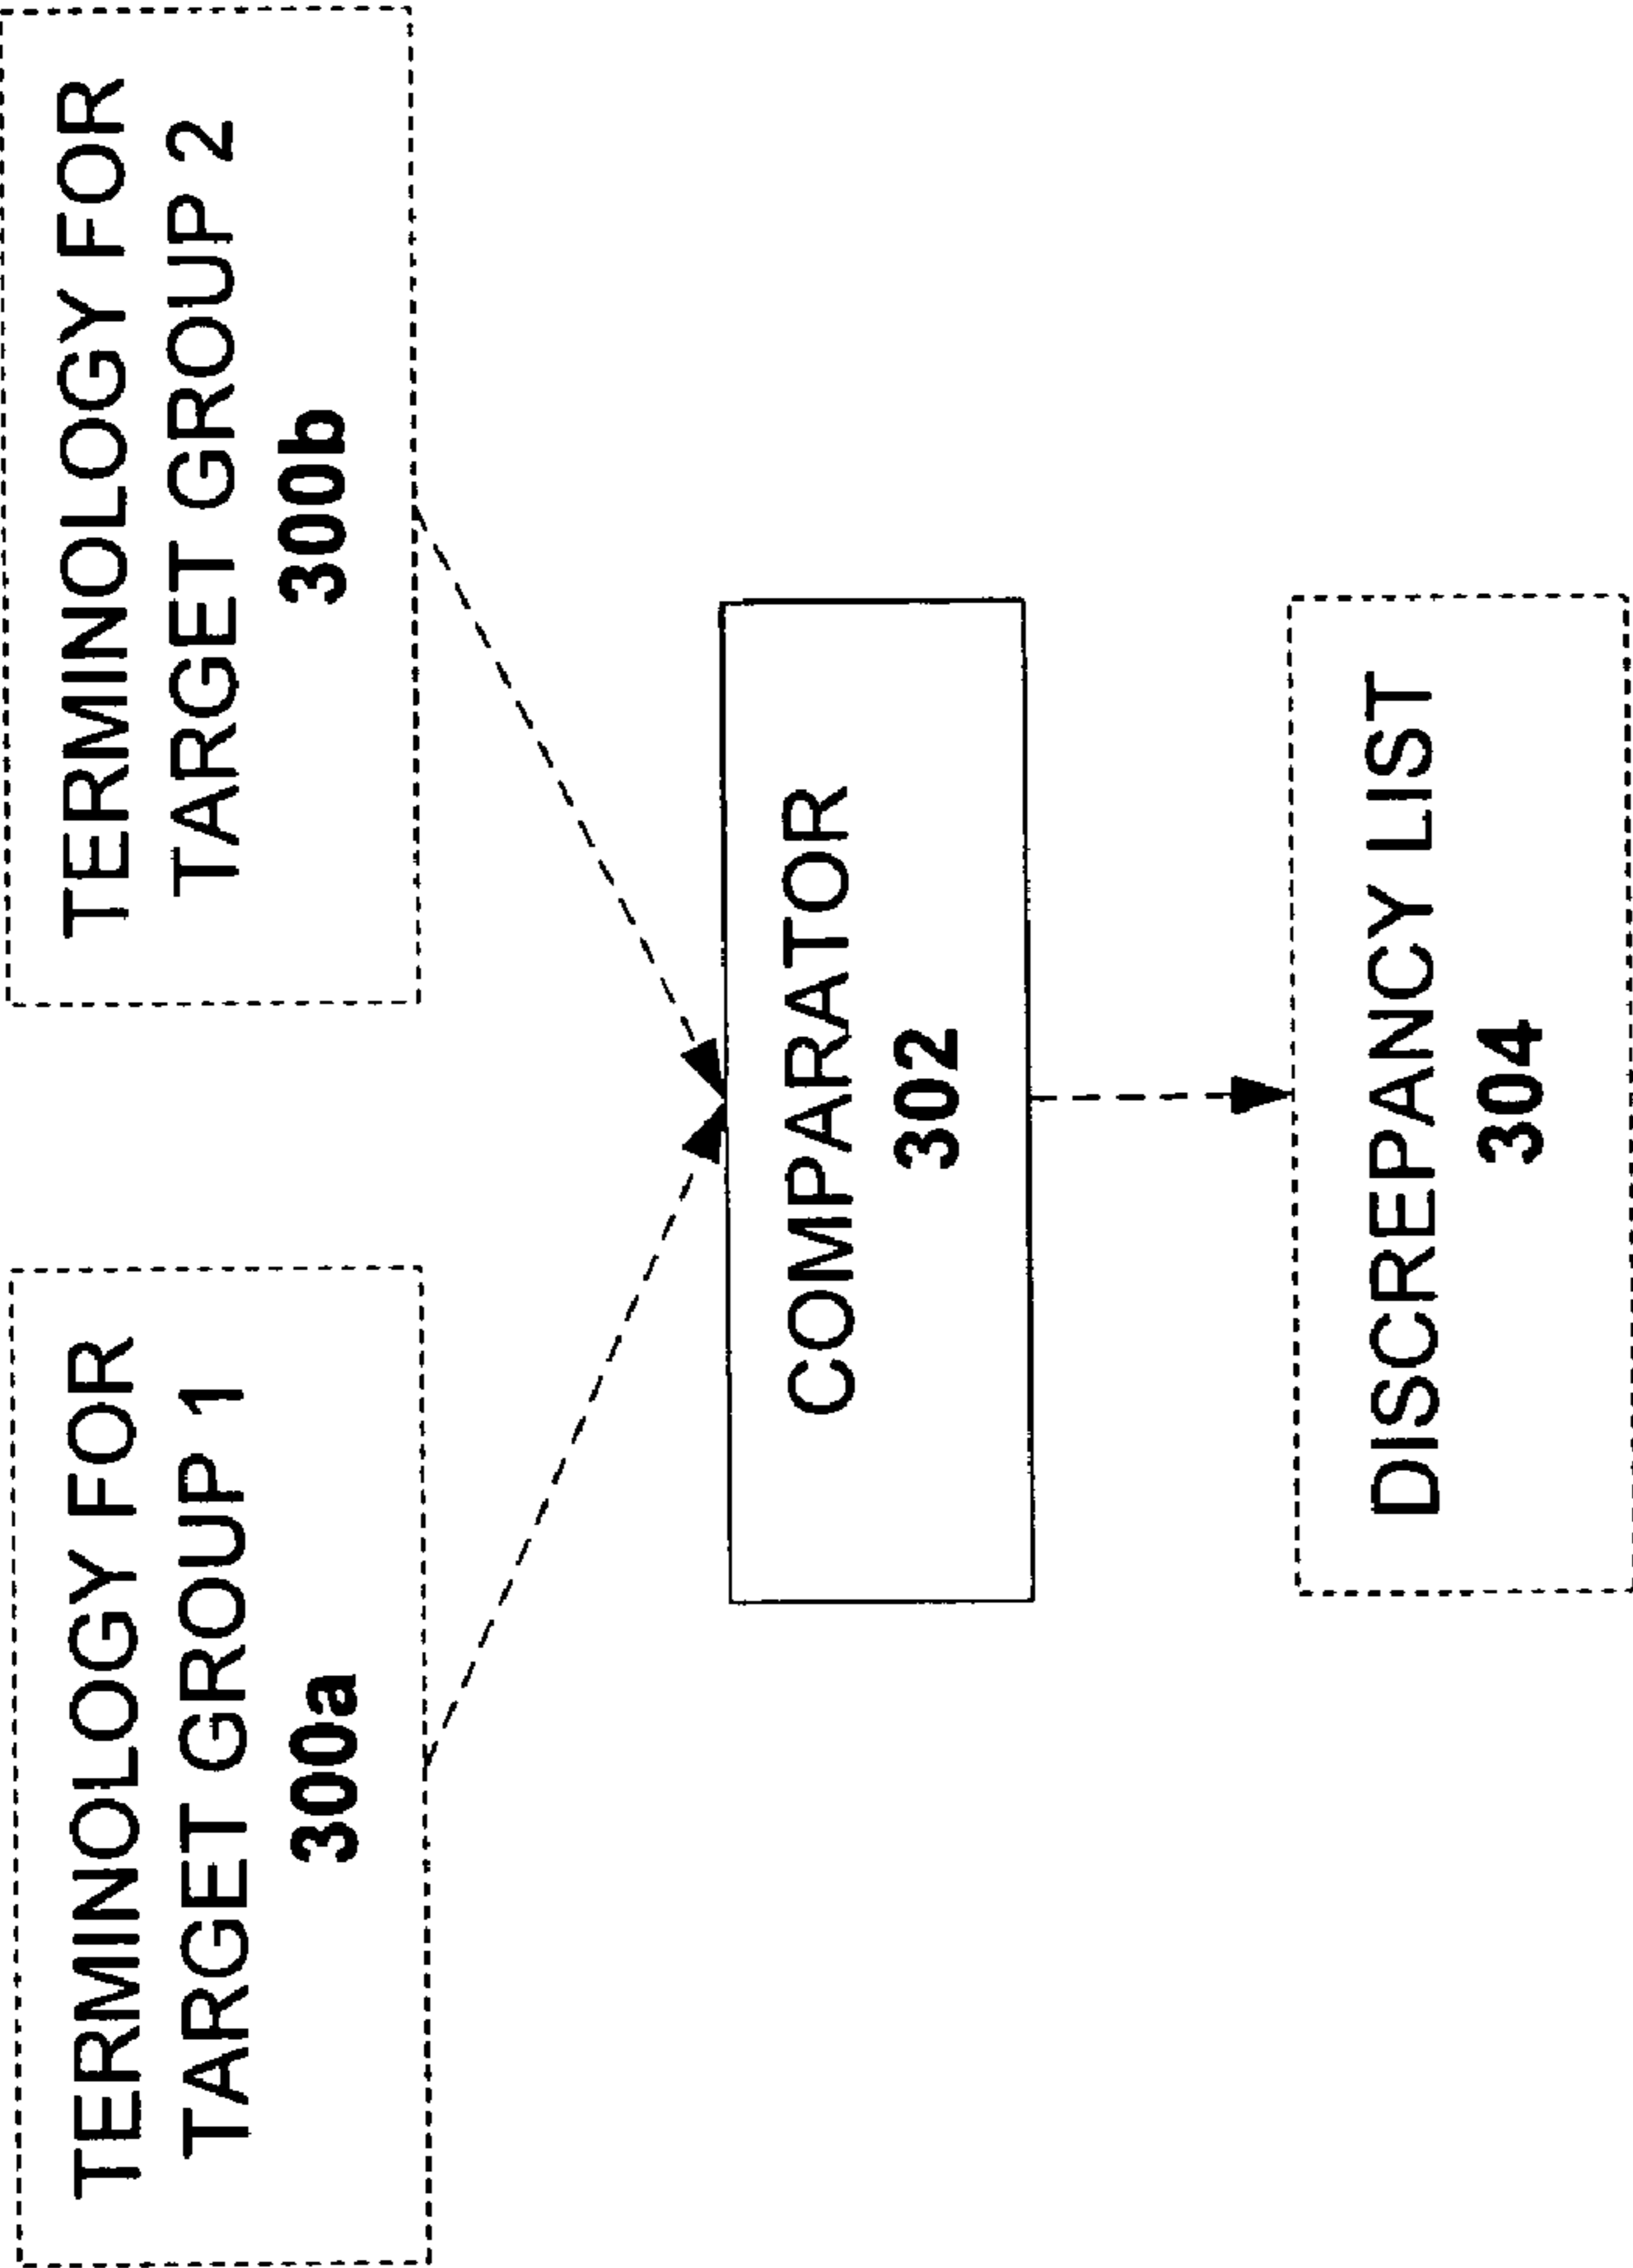 TERMINOLOGY FOR
TARGET GROUP 1
300a
TERMINOLOGY FOR
TARGET GROUP 2
300b
COMPARATOR
302
DISCREPANCY LIST
304